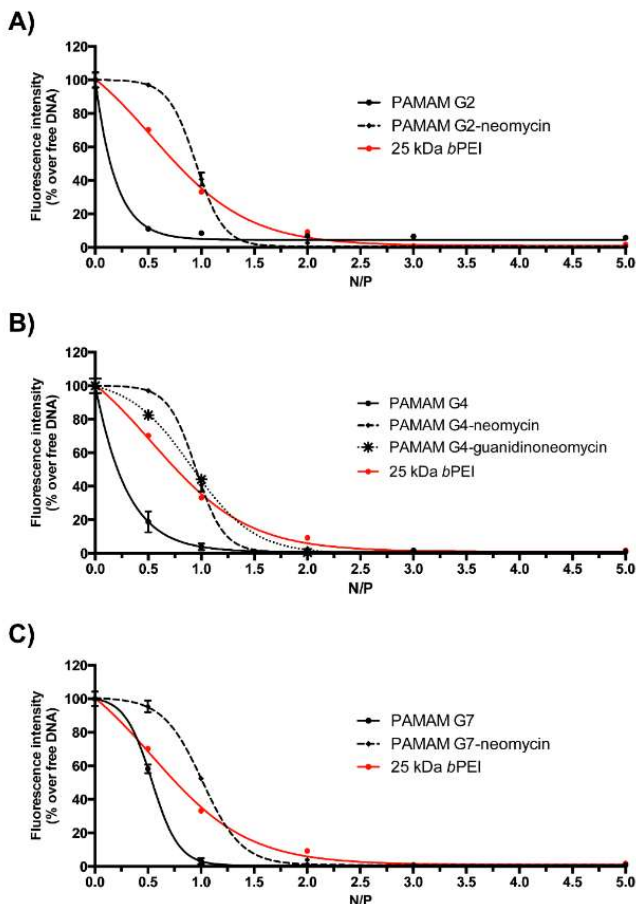 A)
Fluorescence intensity
(% over free DNA)
120
100
80
60
40
20
0
0.0 0.5 1.0 1.5 2.0 2.5 3.0 3.5 4.0 4.5 5.0
N/P
PAMAM G2
PAMAM G2-neomycin
25 kDa bPEI
B)
Fluorescence intensity
(% over free DNA)
120
100
80
60
40
20
0
0.0 0.5 1.0 1.5 2.0 2.5 3.0 3.5 4.0 4.5 5.0
N/P
PAMAM G4
PAMAM G4-neomycin
PAMAM G4-guanidinoneomycin
25 kDa bPEI
C)
Fluorescence intensity
(% over free DNA)
120
100
80
60
40
20
0
0.0 0.5 1.0 1.5 2.0 2.5 3.0 3.5 4.0 4.5 5.0
N/P
PAMAM G7
PAMAM G7-neomycin
25 kDa bPEI